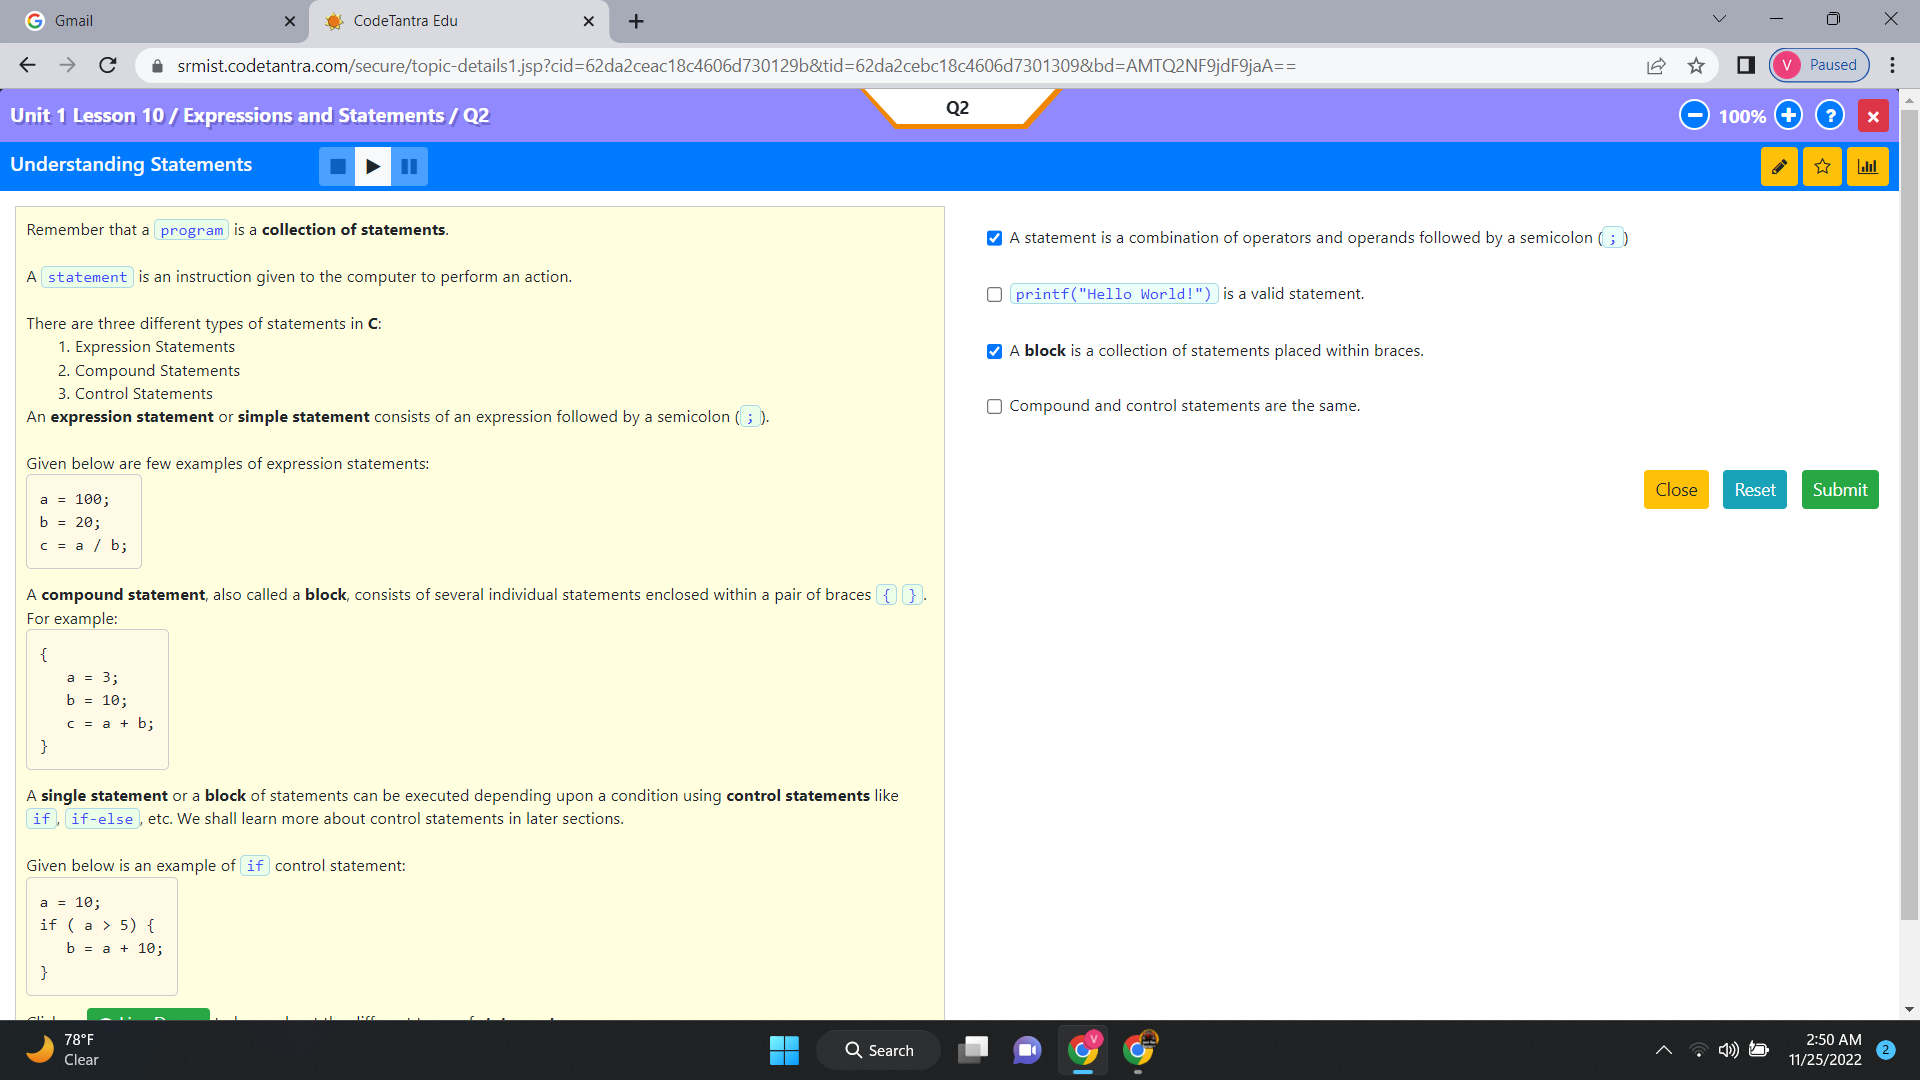 Gmail
CodeTantra Edu
srmist.codetantra.com/secure/topic-details1.jsp?cid=62da2ceac18c4606d730129b&tid=62da2cebc18c4606d7301309&bd=AMTQ2NF9jdF9jaA==
V Paused
Unit 1 Lesson 10 / Expressions and Statements / Q2
Q2
100%
?
Understanding Statements
Remember that a program is a collection of statements.
A statement is an instruction given to the computer to perform an action.
There are three different types of statements in C:
1. Expression Statements
2. Compound Statements
3. Control Statements
An expression statement or simple statement consists of an expression followed by a semicolon ( ; ).
Given below are few examples of expression statements:
a = 100;
b = 20;
c = a / b;
A compound statement, also called a block, consists of several individual statements enclosed within a pair of braces { } .
For example:
{
a = 3;
b = 10;
c = a + b;
}
A single statement or a block of statements can be executed depending upon a condition using control statements like
if , if-else , etc. We shall learn more about control statements in later sections.
Given below is an example of if control statement:
a = 10;
if ( a > 5) {
b = a + 10;
}
A statement is a combination of operators and operands followed by a semicolon ( ; )
printf("Hello World!") is a valid statement.
A block is a collection of statements placed within braces.
Compound and control statements are the same.
Close
Reset
Submit
78°F
Clear
Search
V
2:50 AM
11/25/2022
2